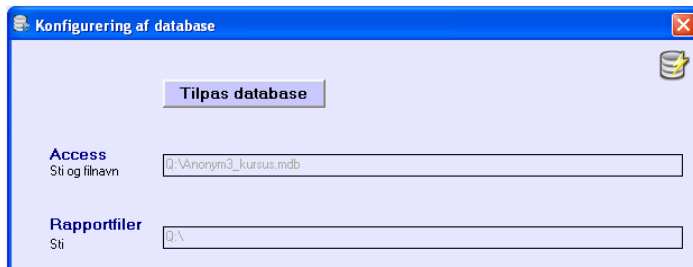 Konfigurering af database
Tilpas database
Access
Sti og filnavn
Q:\Anonym3_kursus.mdb
Rapportfiler
Sti
Q:\